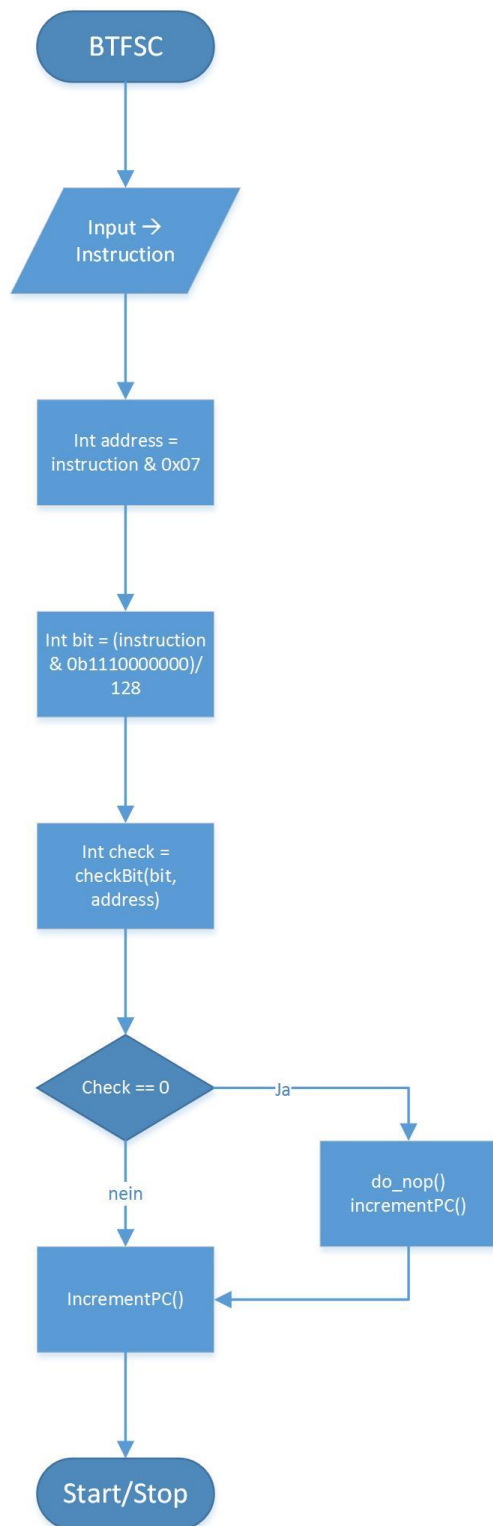 BTFSC
Input →
Instruction
Int address =
instruction & 0x07
Int bit = (instruction
& 0b1110000000)/
128
Int check =
checkBit(bit,
address)
Check == 0
Ja
do_nop()
incrementPC()
nein
IncrementPC()
Start/Stop